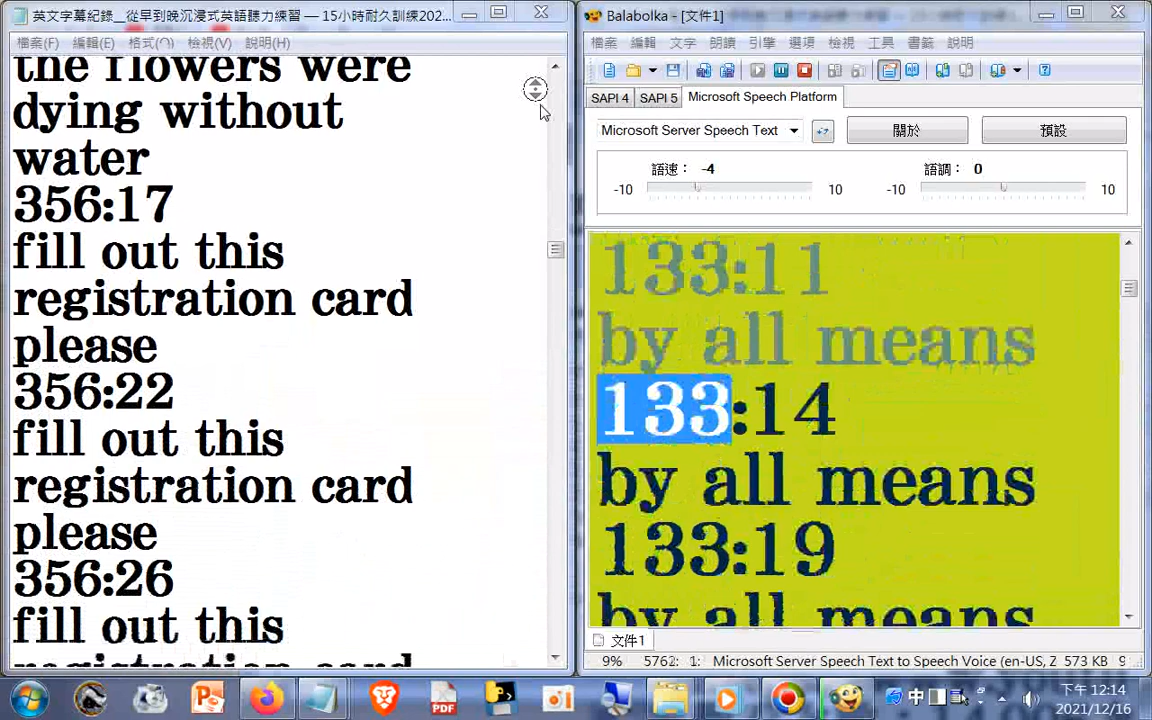 英文字幕紀錄__從早到晚沉浸式英語聽力練習 — 15小時耐久訓練202...
檔案(F) 編輯(E) 格式(O) 檢視(V) 說明(H)
the flowers were
dying without
water
356:17
fill out this
registration card
please
356:22
fill out this
registration card
please
356:26
fill out this
registration card
Balabolka - [文件1]
檔案 編輯 文字 朗讀 引擎 選項 檢視 工具 書籤 說明
SAPI 4 SAPI 5 Microsoft Speech Platform
Microsoft Server Speech Text 關於 預設
語速： -4 語調： 0
-10 10 -10 10
133:11
by all means
133:14
by all means
133:19
by all means
文件1
9% 5762: 1: Microsoft Server Speech Text to Speech Voice (en-US, Z 573 KB 9
PDF
中
下午 12:14
2021/12/16